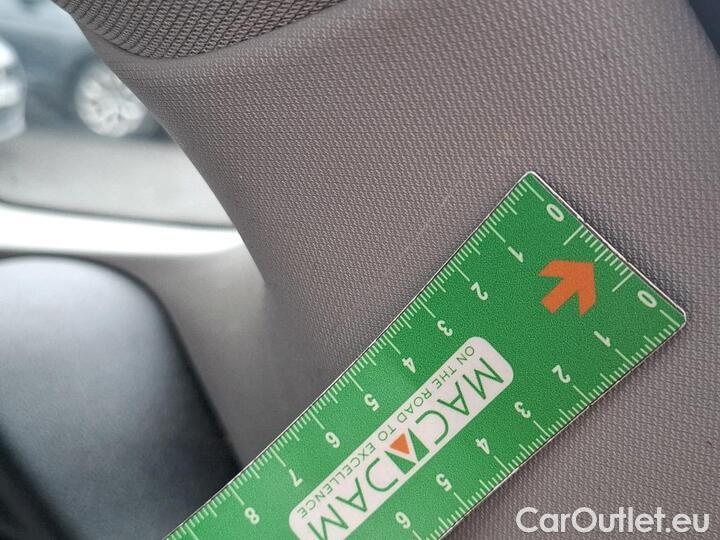 0 1 2 3 4 5 6 7 8
MACADAM
ON THE ROAD TO EXCELLENCE
0 1 2 3 4 5 6
CarOutlet.eu